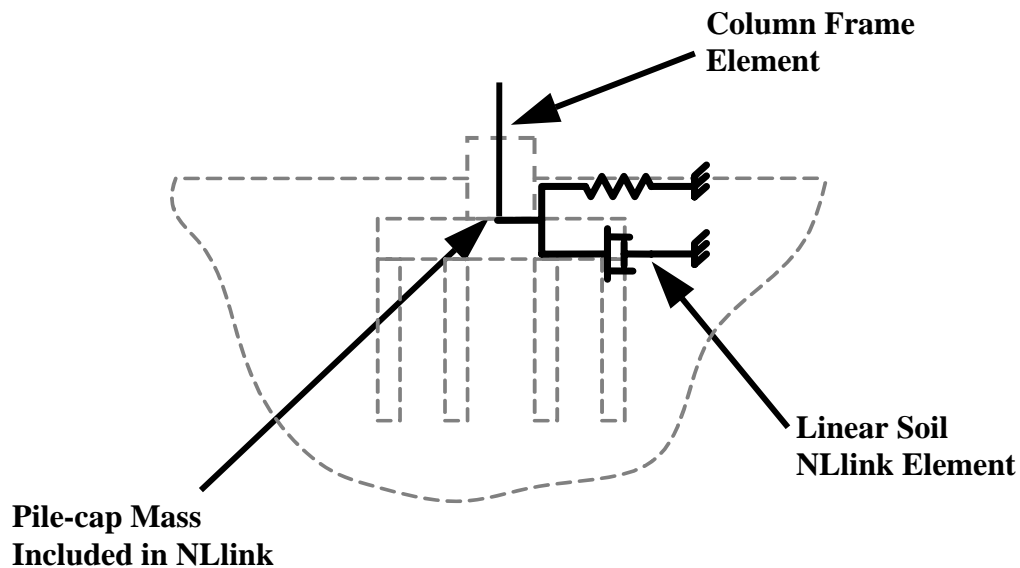 Column Frame
Element
Linear Soil
NLlink Element
Pile-cap Mass
Included in NLlink